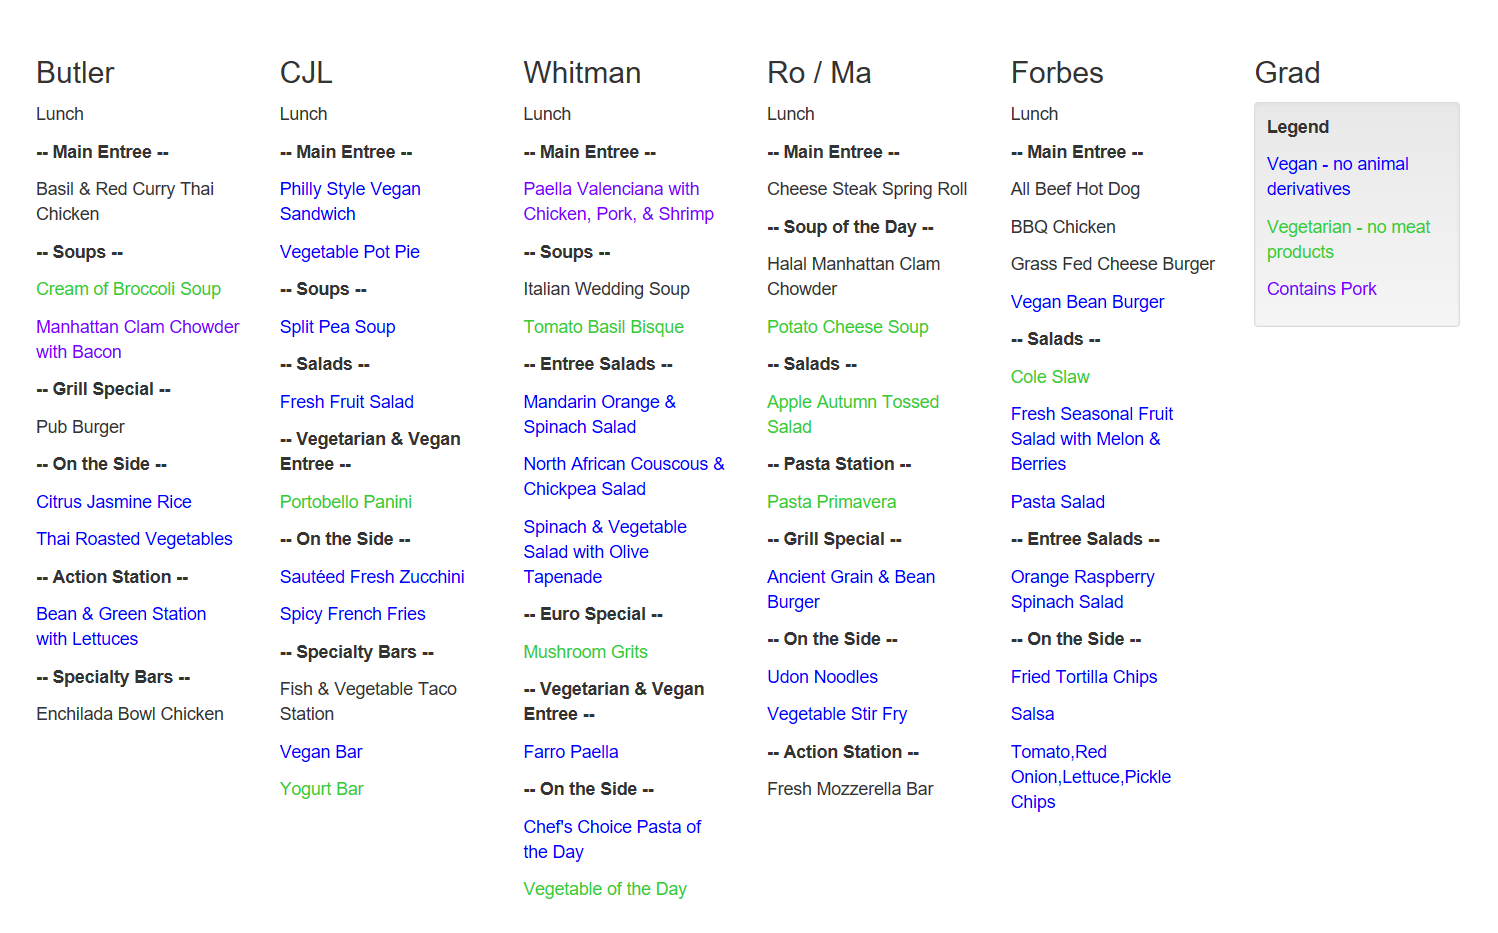 Butler
Lunch
-- Main Entree --
Basil & Red Curry Thai
Chicken
-- Soups --
Cream of Broccoli Soup
Manhattan Clam Chowder
with Bacon
-- Grill Special --
Pub Burger
-- On the Side --
Citrus Jasmine Rice
Thai Roasted Vegetables
-- Action Station --
Bean & Green Station
with Lettuces
-- Specialty Bars --
Enchilada Bowl Chicken
CJL
Lunch
-- Main Entree --
Philly Style Vegan
Sandwich
Vegetable Pot Pie
-- Soups --
Split Pea Soup
-- Salads --
Fresh Fruit Salad
-- Vegetarian & Vegan
Entree --
Portobello Panini
-- On the Side --
Sautéed Fresh Zucchini
Spicy French Fries
-- Specialty Bars --
Fish & Vegetable Taco
Station
Vegan Bar
Yogurt Bar
Whitman
Lunch
-- Main Entree --
Paella Valenciana with
Chicken, Pork, & Shrimp
-- Soups --
Italian Wedding Soup
Tomato Basil Bisque
-- Entree Salads --
Mandarin Orange &
Spinach Salad
North African Couscous &
Chickpea Salad
Spinach & Vegetable
Salad with Olive
Tapenade
-- Euro Special --
Mushroom Grits
-- Vegetarian & Vegan
Entree --
Farro Paella
-- On the Side --
Chef's Choice Pasta of
the Day
Vegetable of the Day
Ro / Ma
Lunch
-- Main Entree --
Cheese Steak Spring Roll
-- Soup of the Day --
Halal Manhattan Clam
Chowder
Potato Cheese Soup
-- Salads --
Apple Autumn Tossed
Salad
-- Pasta Station --
Pasta Primavera
-- Grill Special --
Ancient Grain & Bean
Burger
-- On the Side --
Udon Noodles
Vegetable Stir Fry
-- Action Station --
Fresh Mozzerella Bar
Forbes
Lunch
-- Main Entree --
All Beef Hot Dog
BBQ Chicken
Grass Fed Cheese Burger
Vegan Bean Burger
-- Salads --
Cole Slaw
Fresh Seasonal Fruit
Salad with Melon &
Berries
Pasta Salad
-- Entree Salads --
Orange Raspberry
Spinach Salad
-- On the Side --
Fried Tortilla Chips
Salsa
Tomato,Red
Onion,Lettuce,Pickle
Chips
Grad
Legend
Vegan - no animal
derivatives
Vegetarian - no meat
products
Contains Pork